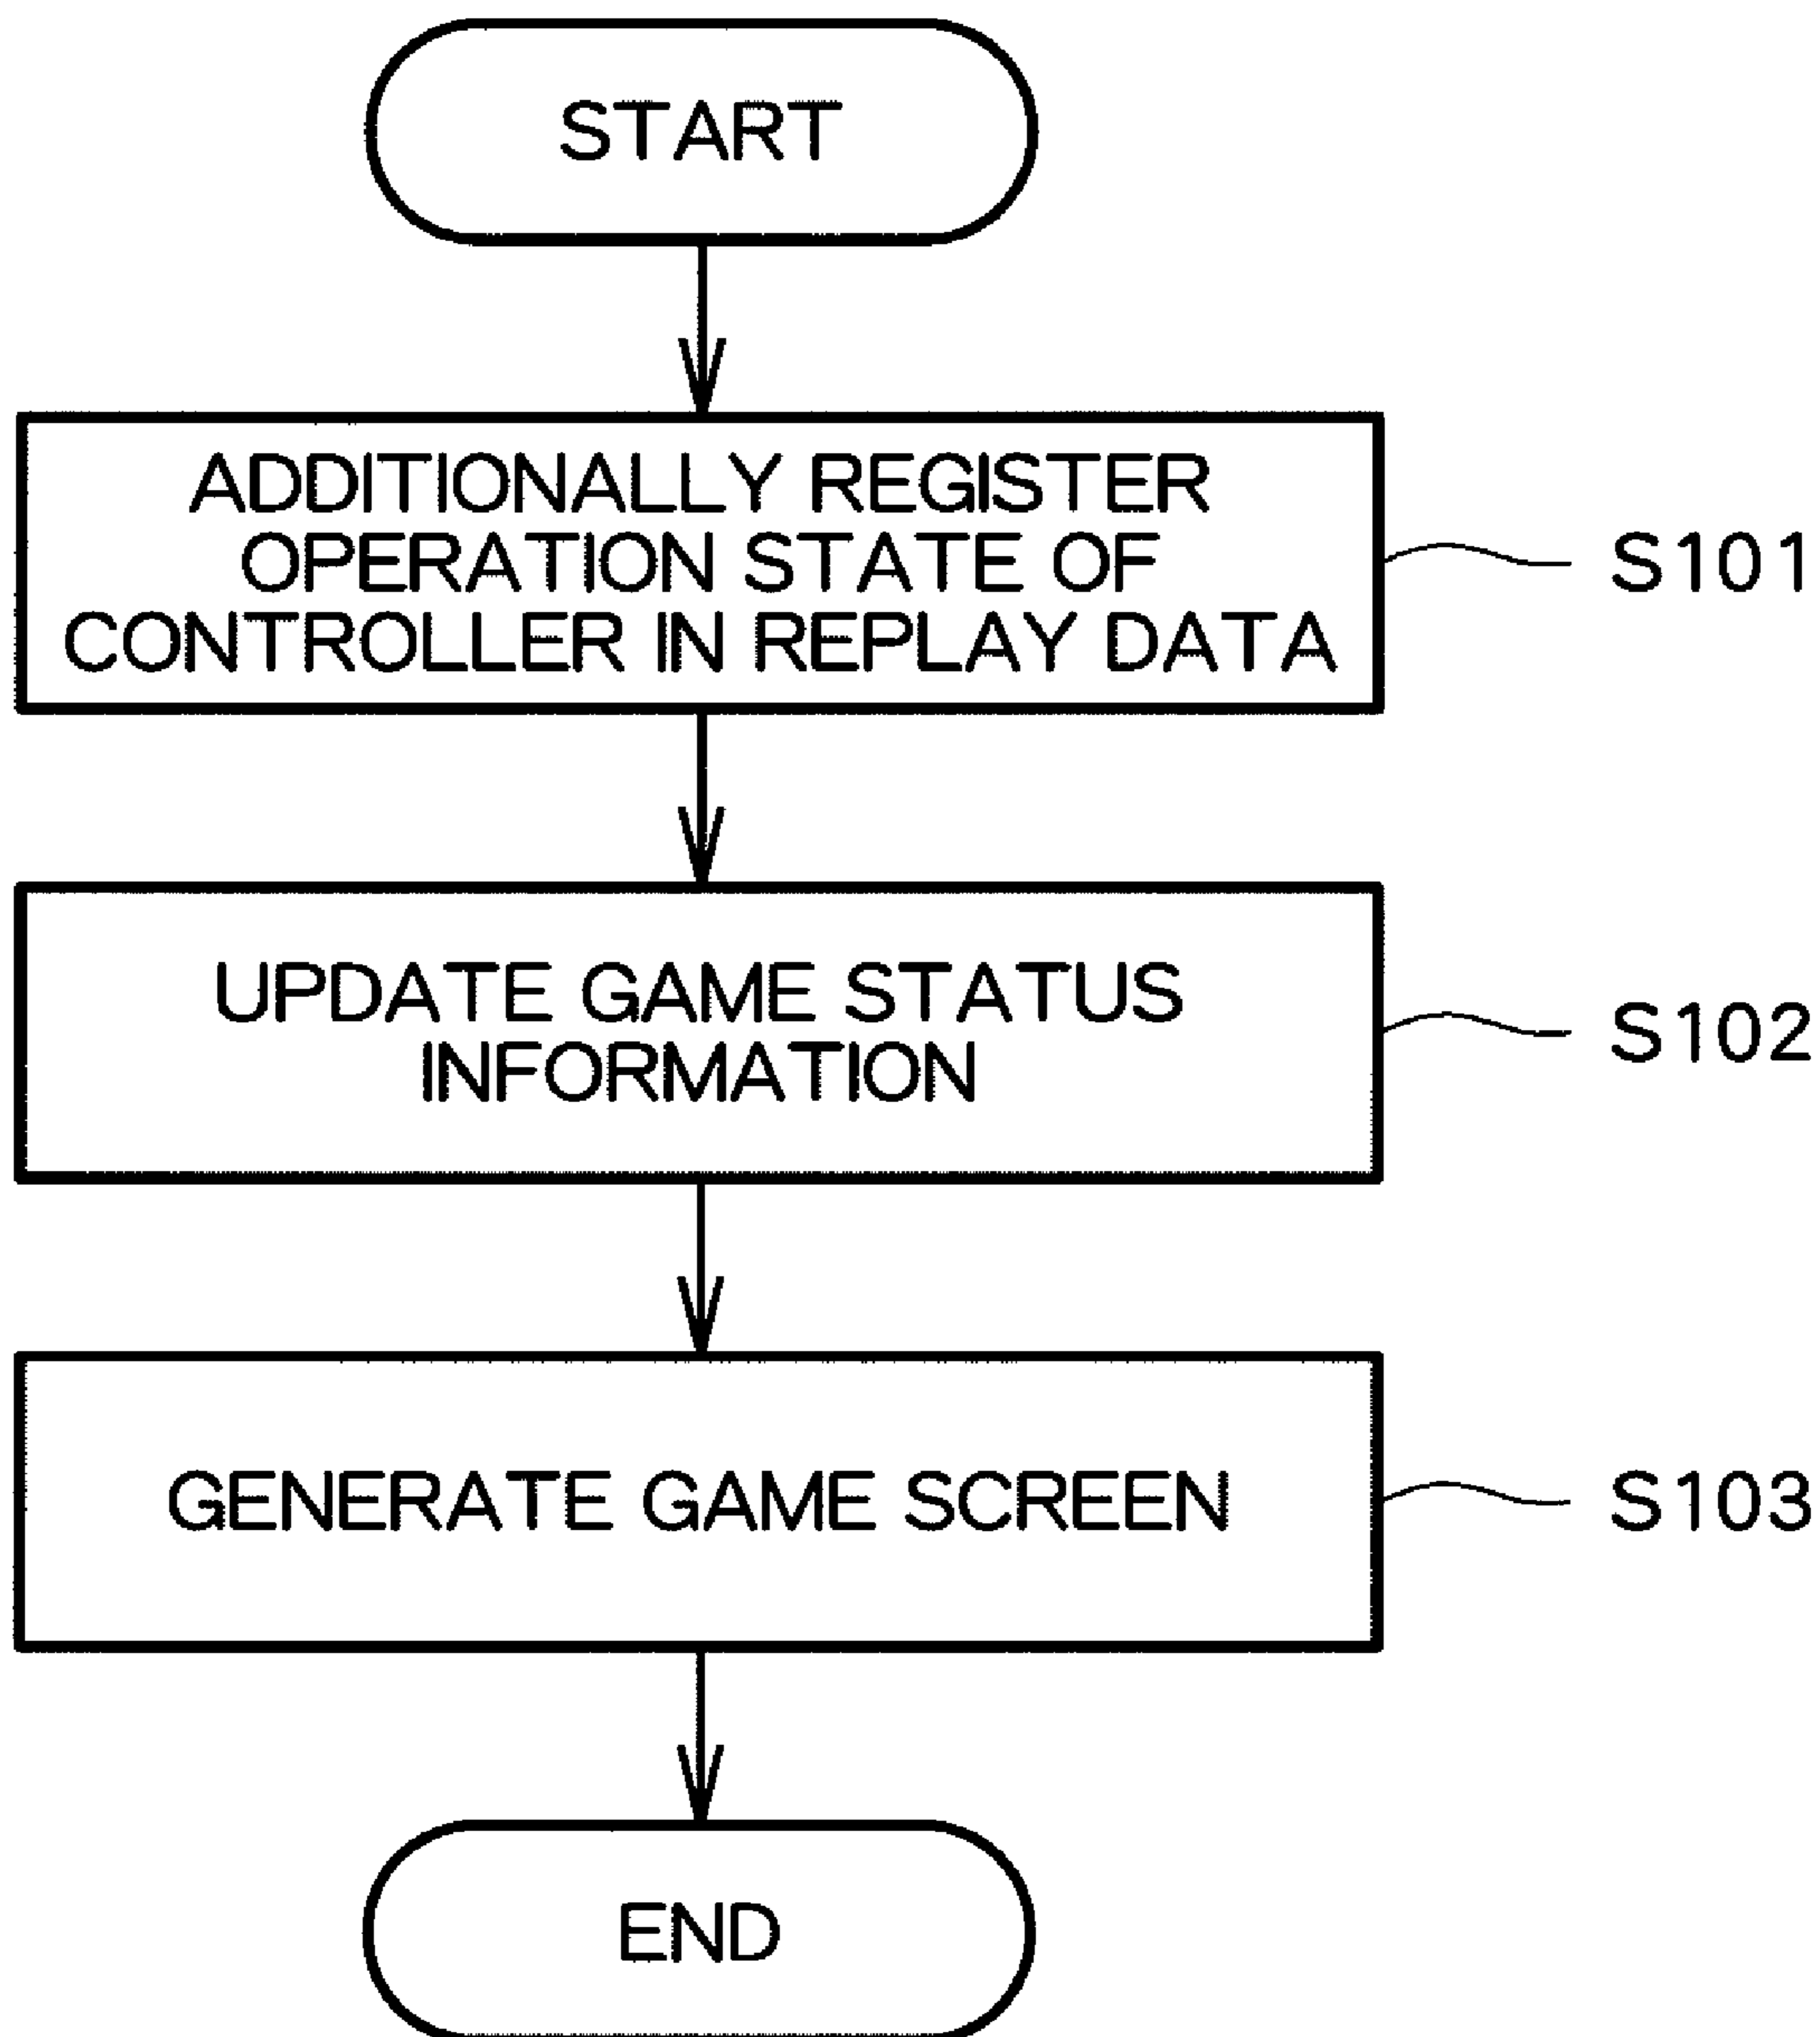 START
ADDITIONALLY REGISTER
OPERATION STATE OF
CONTROLLER IN REPLAY DATA
S101
UPDATE GAME STATUS
INFORMATION
S102
GENERATE GAME SCREEN
S103
END